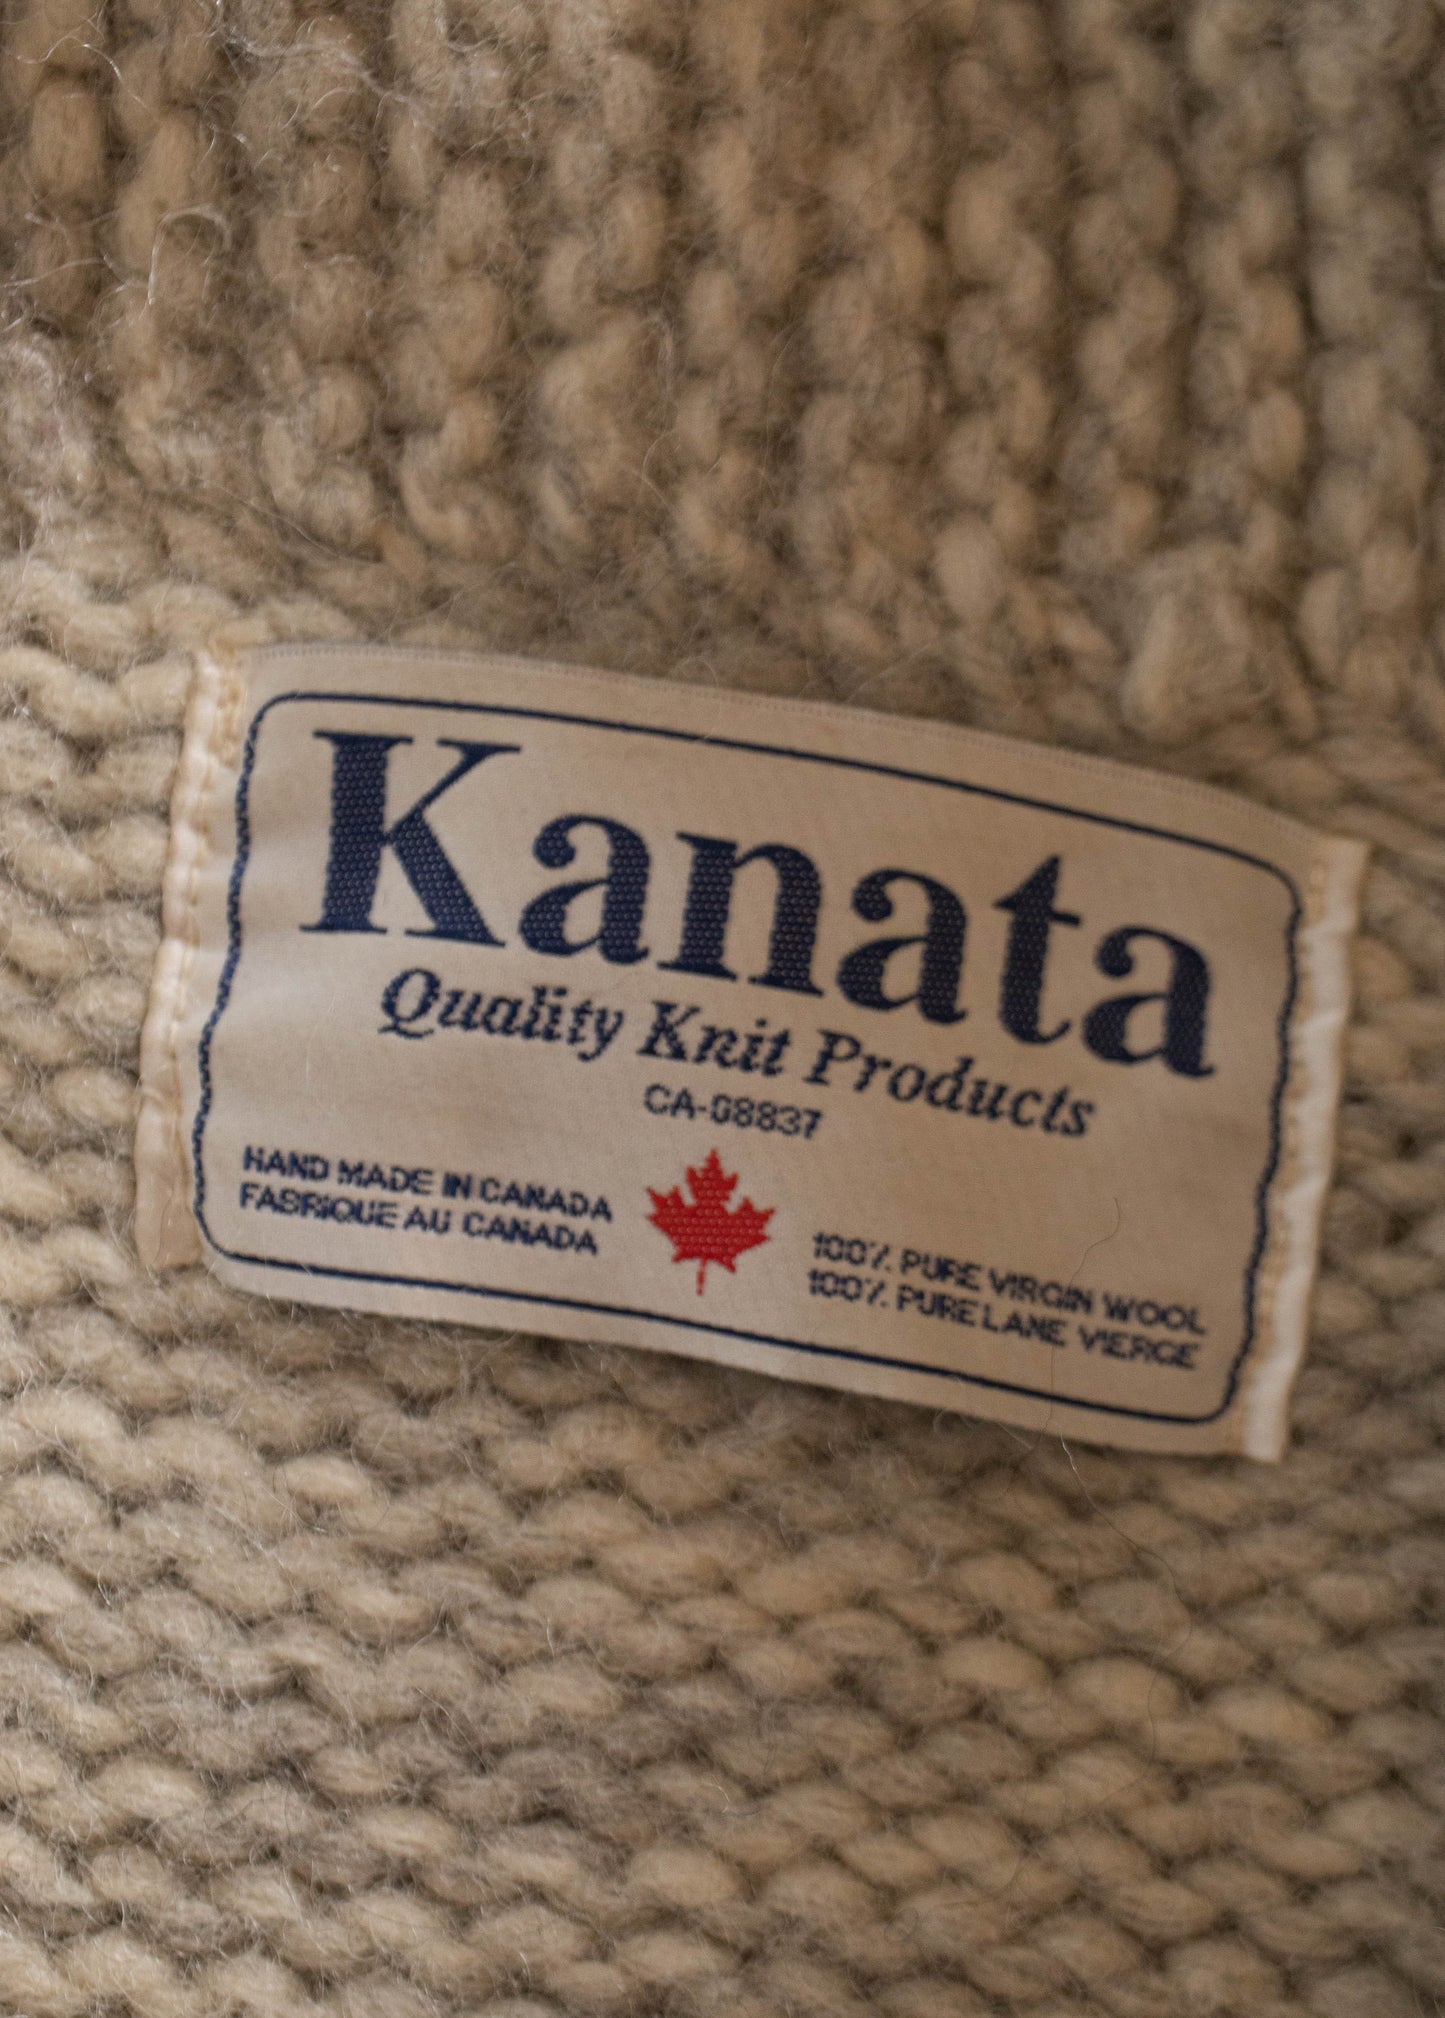 Kanata
Quality Knit Products
CA-08837
HAND MADE IN CANADA
FABRIQUE AU CANADA
100% PURE VIRGIN WOOL
100% PURE LANE VIERGE